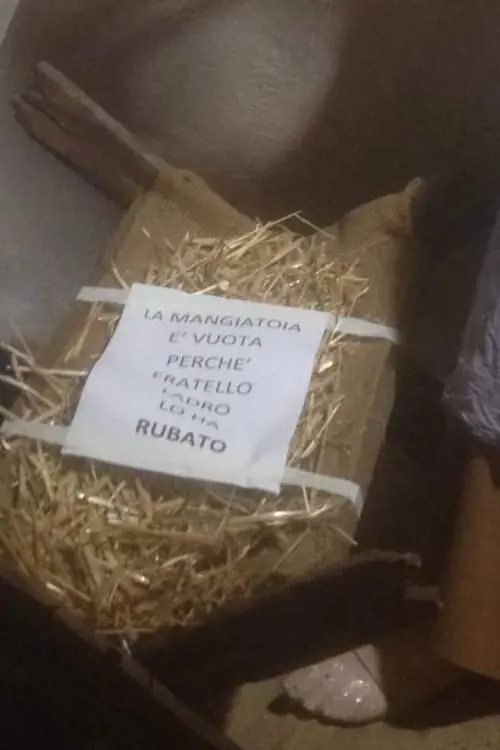 LA MANGIATOIA
E' VUOTA
PERCHE'
FRATELLO
LADRO
LO HA
RUBATO